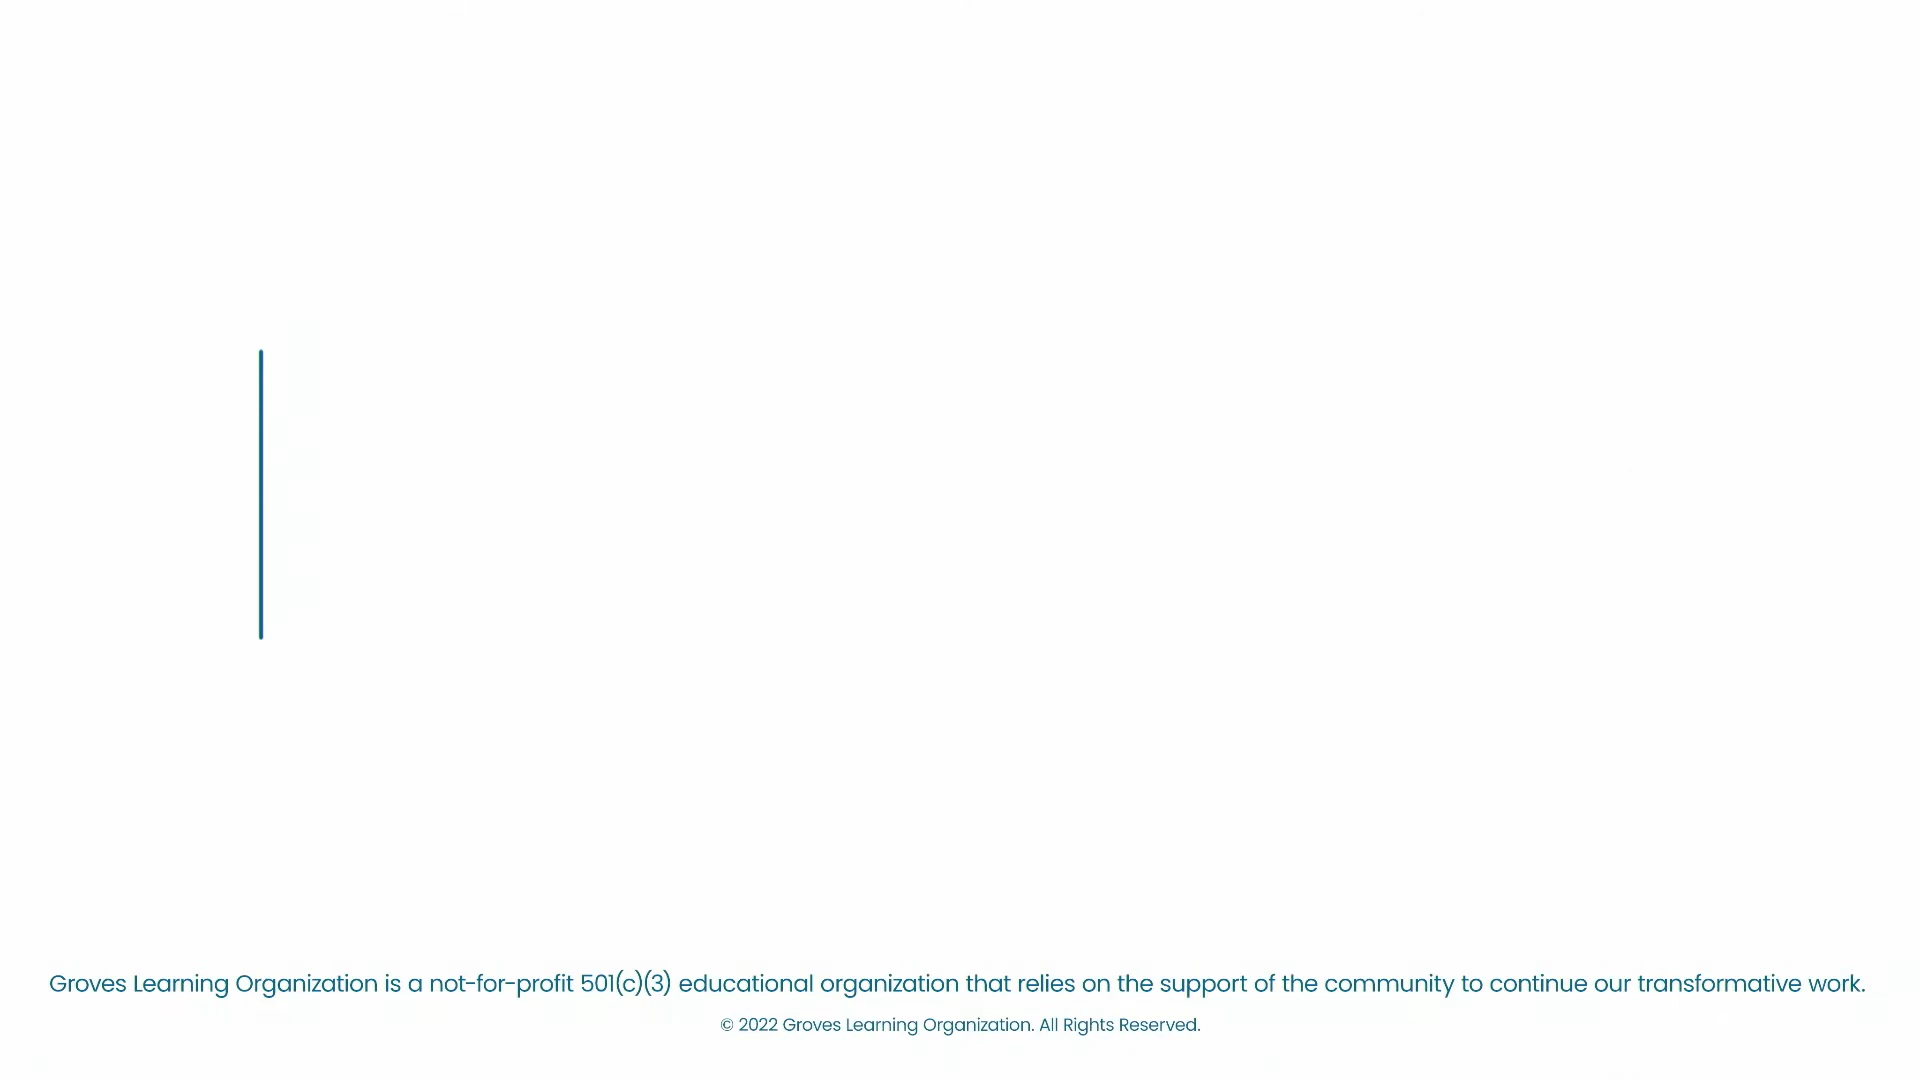 Groves Learning Organization is a not-for-profit 501(c)(3) educational organization that relies on the support of the community to continue our transformative work.
© 2022 Groves Learning Organization. All Rights Reserved.